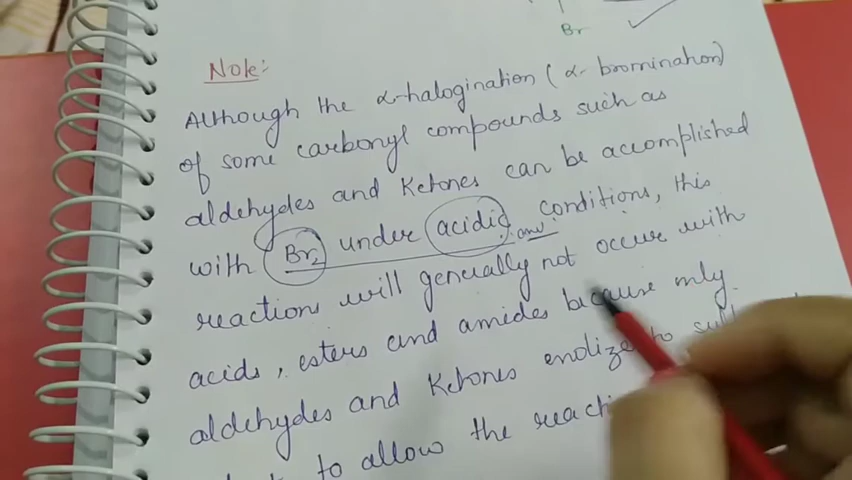 Br
Note:-
Although the α-halogination (α-bromination)
of some carbonyl compounds such as
aldehydes and Ketones can be accomplished
with Br2 under acidic conditions, this
reactions will generally not occur with
acids, esters and amides because only
aldehydes and Ketones enolize to
to allow the